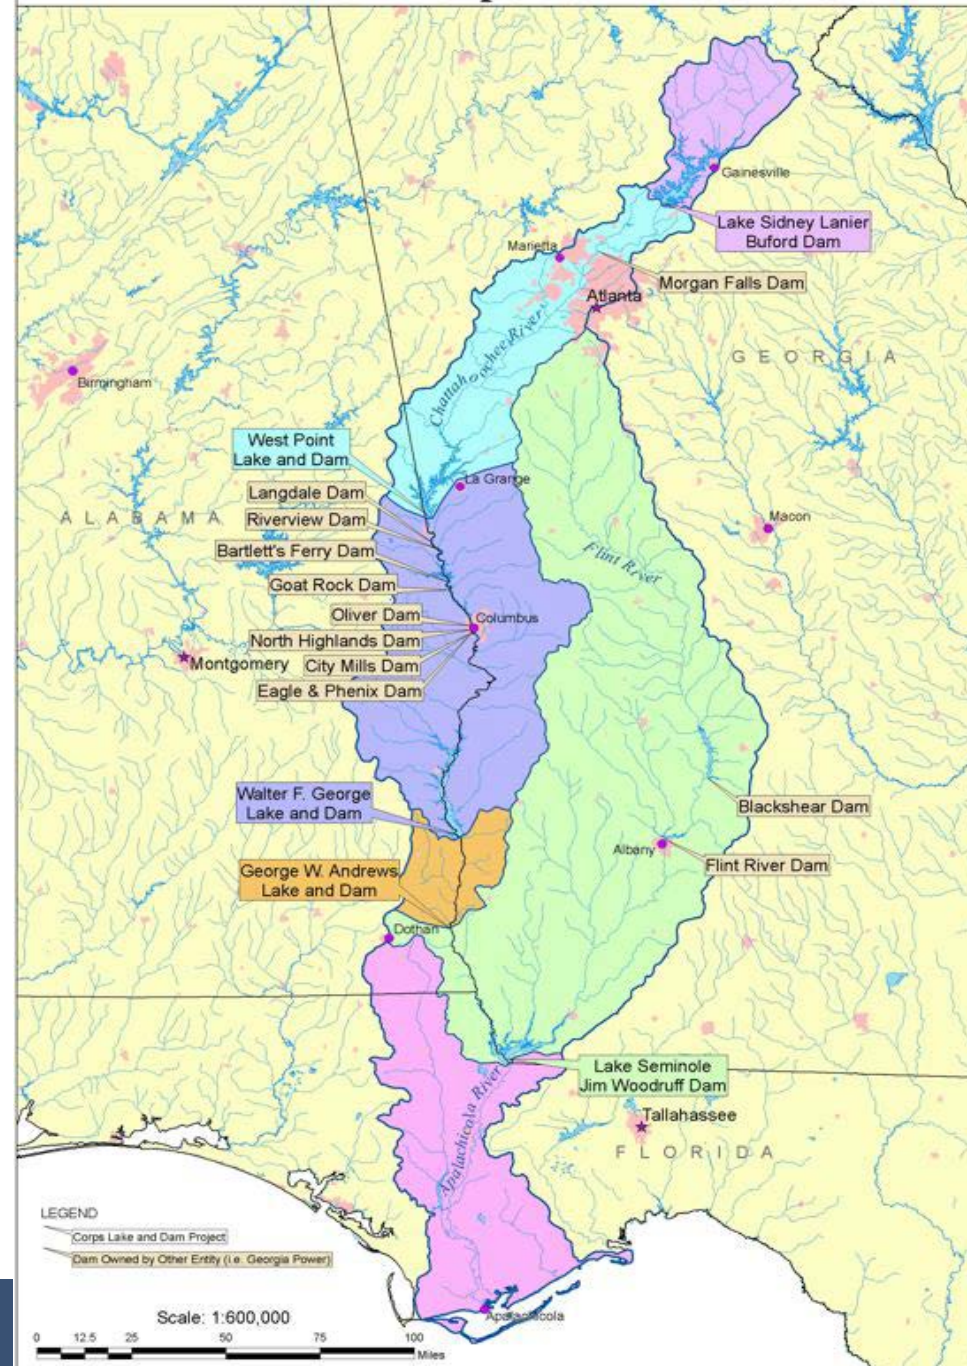 Gainesville
Lake Sidney Lanier
Buford Dam
Marietta
Morgan Falls Dam
Atlanta
Chattahoochee River
GEORGIA
Birmingham
West Point
Lake and Dam
La Grange
Langdale Dam
ALABAMA
Riverview Dam
Macon
Bartlett's Ferry Dam
Flint River
Goat Rock Dam
Oliver Dam
Columbus
North Highlands Dam
Montgomery
City Mills Dam
Eagle & Phenix Dam
Walter F. George
Lake and Dam
Blackshear Dam
Albany
Flint River Dam
George W. Andrews
Lake and Dam
Dothan
Lake Seminole
Jim Woodruff Dam
Apalachicola River
Tallahassee
FLORIDA
LEGEND
Corps Lake and Dam Project
Dam Owned by Other Entity (i.e. Georgia Power)
Apalachicola
Scale: 1:600,000
0 12.5 25 50 75 100
Miles